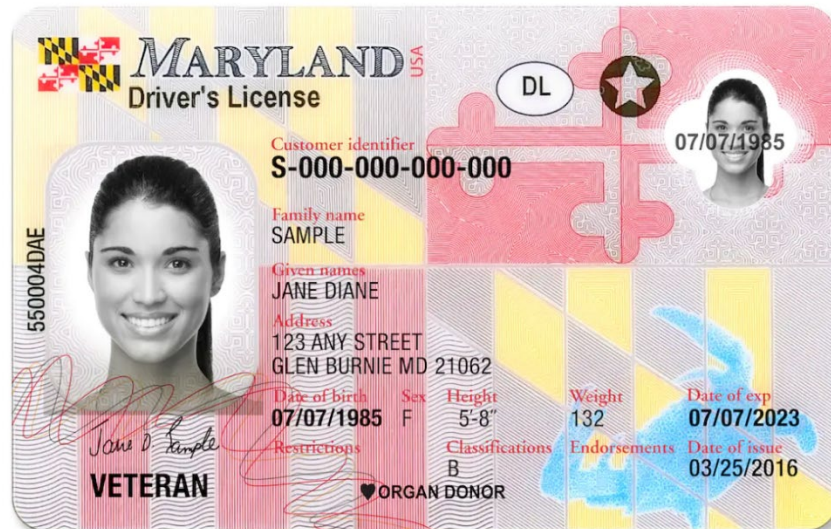 MARYLAND USA
Driver's License
DL
07/07/1985
Customer identifier
S-000-000-000-000
Family name
SAMPLE
Given names
JANE DIANE
Address
123 ANY STREET
GLEN BURNIE MD 21062
Date of birth Sex Height Weight Date of exp
07/07/1985 F 5'-8" 132 07/07/2023
Restrictions Classifications Endorsements Date of issue
B 03/25/2016
550004DAE
Jane D Sample
VETERAN
ORGAN DONOR